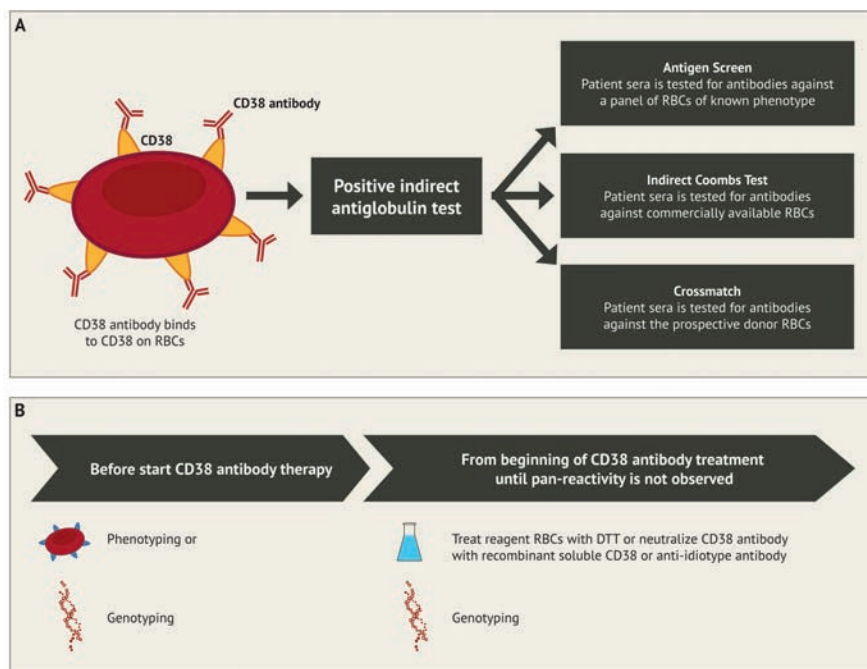 A
CD38 antibody
CD38
CD38 antibody binds
to CD38 on RBCs
Positive indirect
antiglobulin test
Antigen Screen
Patient sera is tested for antibodies against
a panel of RBCs of known phenotype
Indirect Coombs Test
Patient sera is tested for antibodies
against commercially available RBCs
Crossmatch
Patient sera is tested for antibodies
against the prospective donor RBCs
B
Before start CD38 antibody therapy
From beginning of CD38 antibody treatment
until pan-reactivity is not observed
Phenotyping or
Genotyping
Treat reagent RBCs with DTT or neutralize CD38 antibody
with recombinant soluble CD38 or anti-idiotype antibody
Genotyping